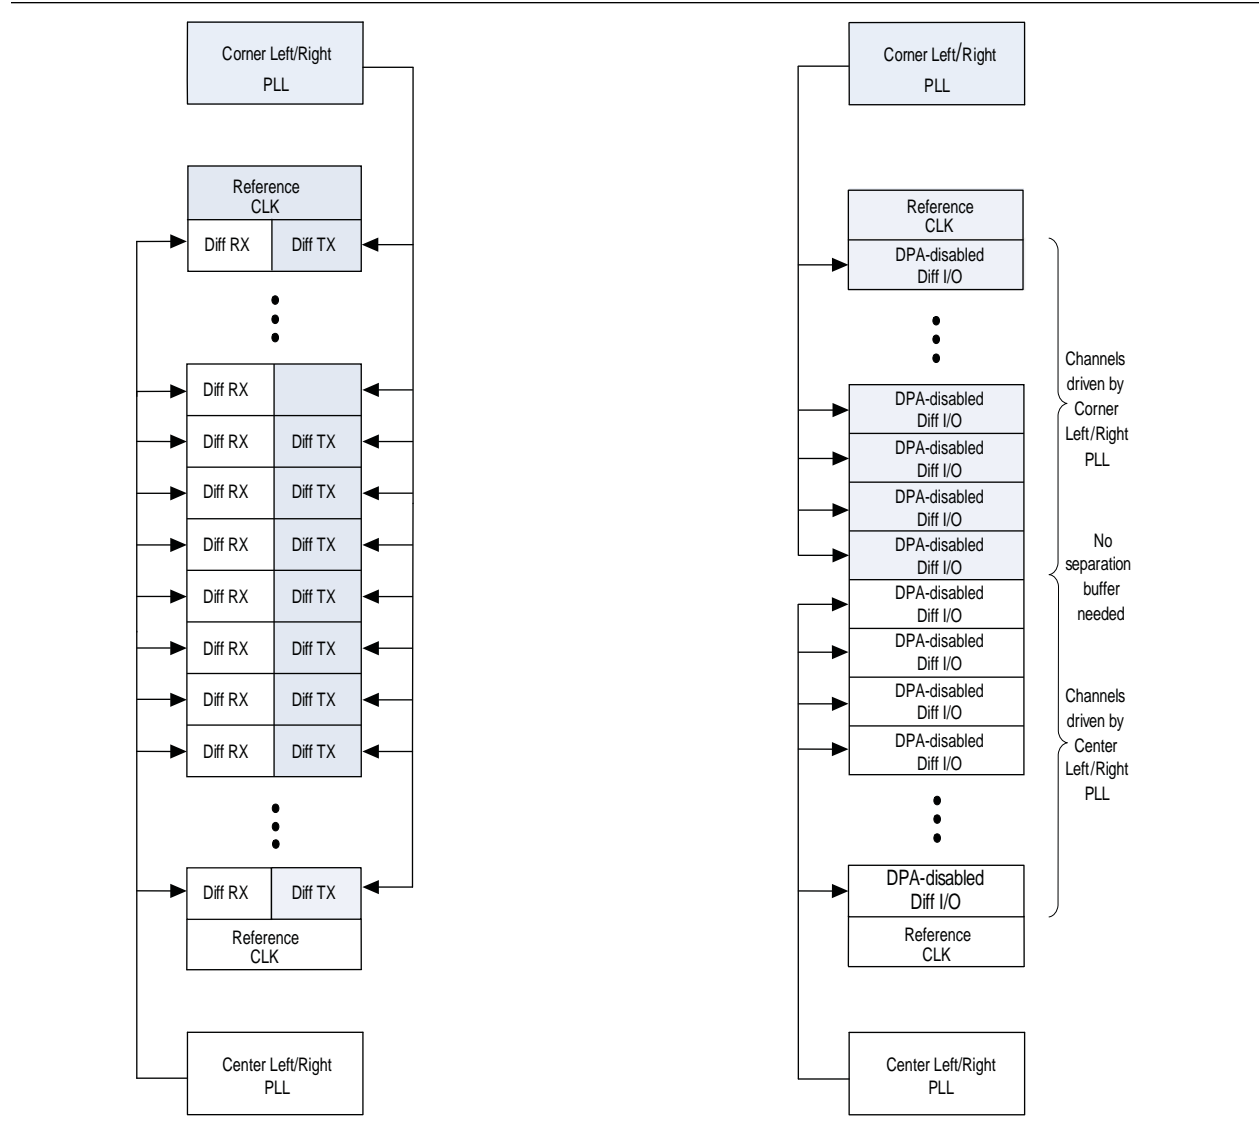 Corner Left/Right
PLL
Reference
CLK
Diff RX
Diff TX
Diff RX
Diff RX
Diff TX
Diff RX
Diff TX
Diff RX
Diff TX
Diff RX
Diff TX
Diff RX
Diff TX
Diff RX
Diff TX
Diff RX
Diff TX
Diff RX
Diff TX
Reference
CLK
Center Left/Right
PLL
Corner Left/Right
PLL
Reference
CLK
DPA-disabled
Diff I/O
DPA-disabled
Diff I/O
DPA-disabled
Diff I/O
DPA-disabled
Diff I/O
DPA-disabled
Diff I/O
DPA-disabled
Diff I/O
DPA-disabled
Diff I/O
DPA-disabled
Diff I/O
DPA-disabled
Diff I/O
DPA-disabled
Diff I/O
Reference
CLK
Center Left/Right
PLL
Channels
driven by
Corner
Left/Right
PLL
No
separation
buffer
needed
Channels
driven by
Center
Left/Right
PLL